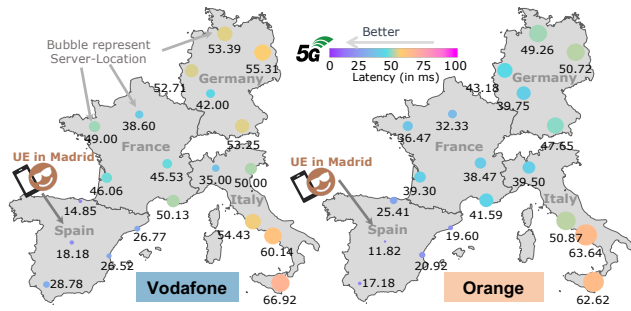 Bubble represent
Server-Location
5G
Better
0 25 50 75 100
Latency (in ms)
53.39
55.31
52.71
Germany
42.00
38.60
49.00
53.25
France
UE in Madrid
46.06
45.53
35.00
50.00
14.85
50.13
Italy
Spain
26.77
54.43
18.18
60.14
26.52
28.78
66.92
Vodafone
49.26
50.72
43.18
Germany
39.75
32.33
36.47
47.65
France
UE in Madrid
38.47
39.30
39.50
25.41
41.59
Italy
Spain
19.60
50.87
11.82
63.64
20.92
17.18
62.62
Orange